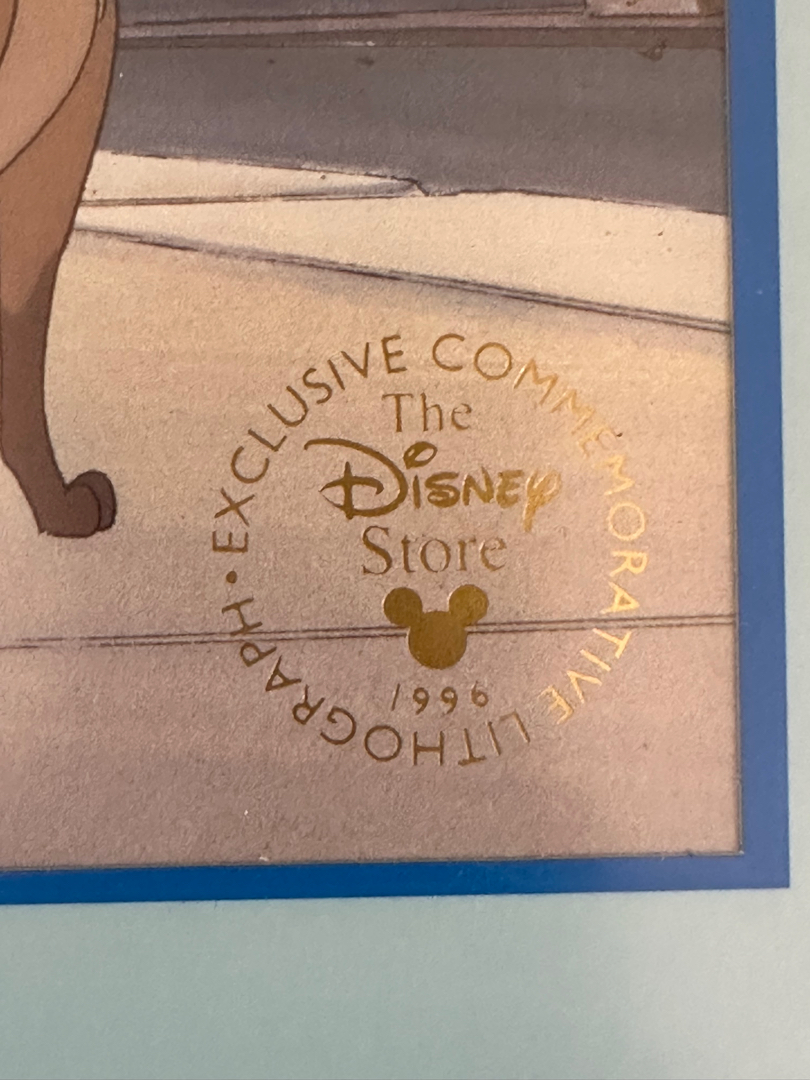 EXCLUSIVE COMMEMORATIVE LITHOGRAPH •
The
Disney
Store
1996